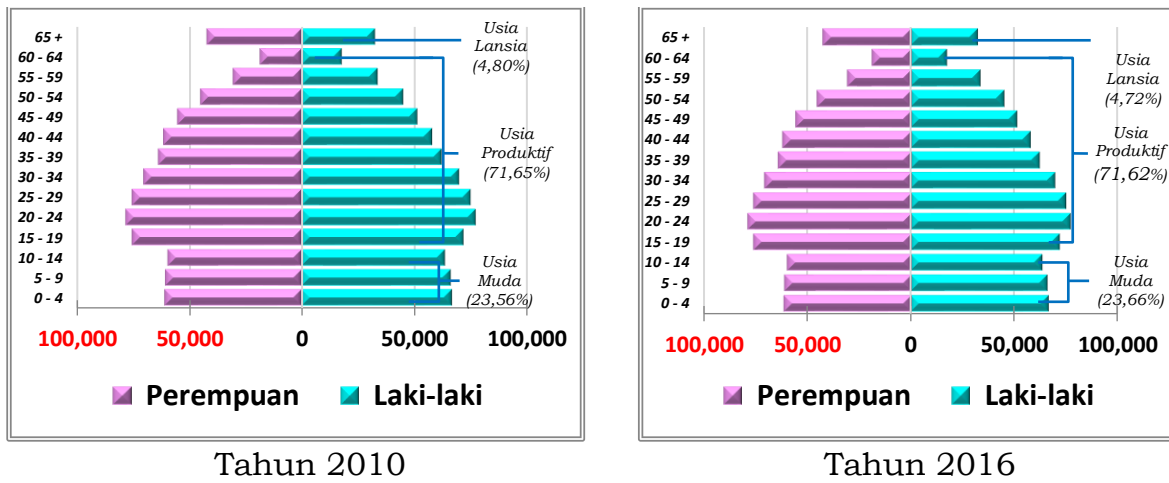 65 +
60 - 64
55 - 59
50 - 54
45 - 49
40 - 44
35 - 39
30 - 34
25 - 29
20 - 24
15 - 19
10 - 14
5 - 9
0 - 4
Usia
Lansia
(4,80%)
Usia
Produktif
(71,65%)
Usia
Muda
(23,56%)
100,000 50,000 0 50,000 100,000
Perempuan Laki-laki
Tahun 2010
65 +
60 - 64
55 - 59
50 - 54
45 - 49
40 - 44
35 - 39
30 - 34
25 - 29
20 - 24
15 - 19
10 - 14
5 - 9
0 - 4
Usia
Lansia
(4,72%)
Usia
Produktif
(71,62%)
Usia
Muda
(23,66%)
100,000 50,000 0 50,000 100,000
Perempuan Laki-laki
Tahun 2016